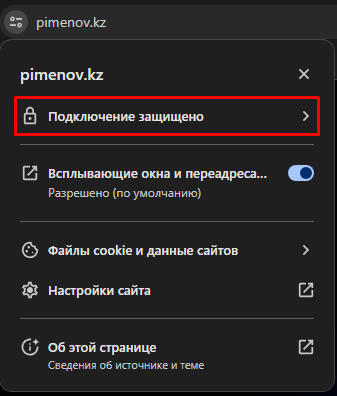 pimenov.kz
pimenov.kz
Подключение защищено
Всплывающие окна и переадреса...
Разрешено (по умолчанию)
Файлы cookie и данные сайтов
Настройки сайта
Об этой странице
Сведения об источнике и теме